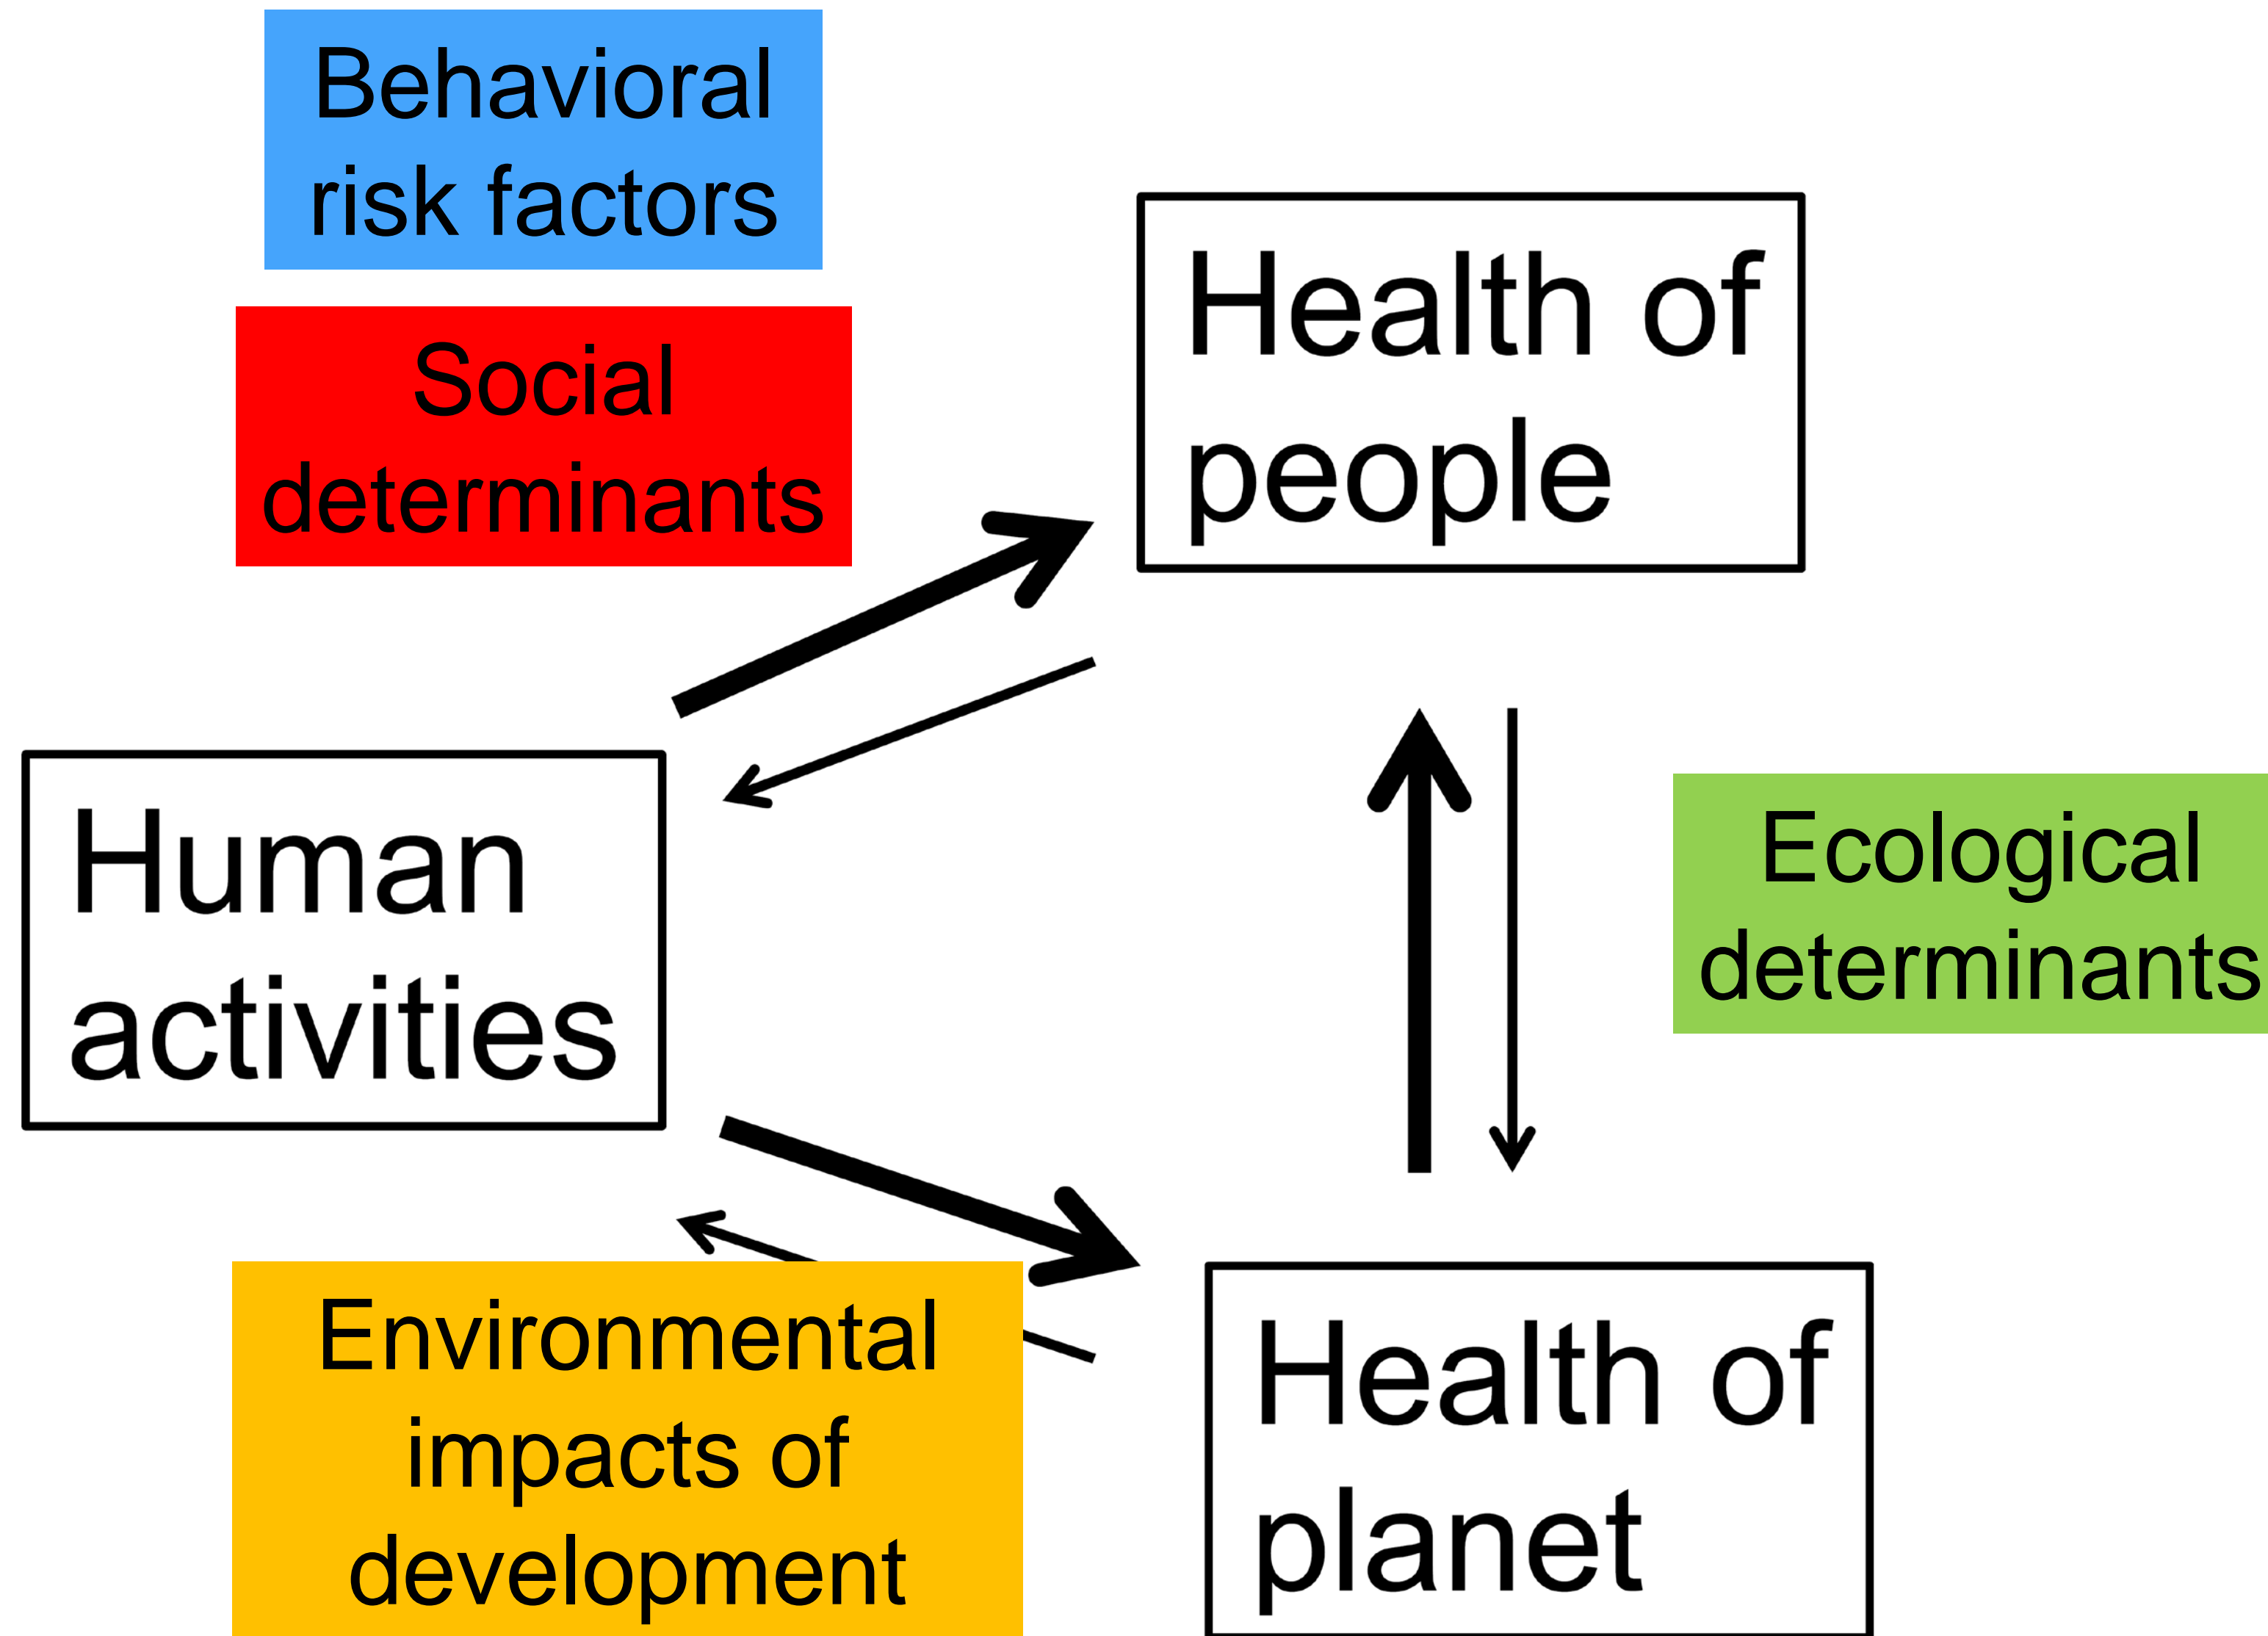 Behavioral
risk factors
Social
determinants
Health of
people
Human
activities
Ecological
determinants
Environmental
impacts of
development
Health of
planet